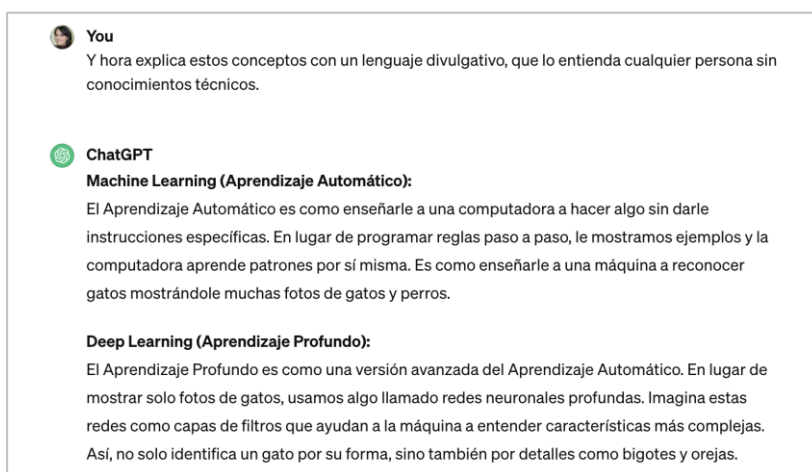 You
Y hora explica estos conceptos con un lenguaje divulgativo, que lo entienda cualquier persona sin
conocimientos técnicos.
ChatGPT
Machine Learning (Aprendizaje Automático):
El Aprendizaje Automático es como enseñarle a una computadora a hacer algo sin darle
instrucciones específicas. En lugar de programar reglas paso a paso, le mostramos ejemplos y la
computadora aprende patrones por sí misma. Es como enseñarle a una máquina a reconocer
gatos mostrándole muchas fotos de gatos y perros.
Deep Learning (Aprendizaje Profundo):
El Aprendizaje Profundo es como una versión avanzada del Aprendizaje Automático. En lugar de
mostrar solo fotos de gatos, usamos algo llamado redes neuronales profundas. Imagina estas
redes como capas de filtros que ayudan a la máquina a entender características más complejas.
Así, no solo identifica un gato por su forma, sino también por detalles como bigotes y orejas.